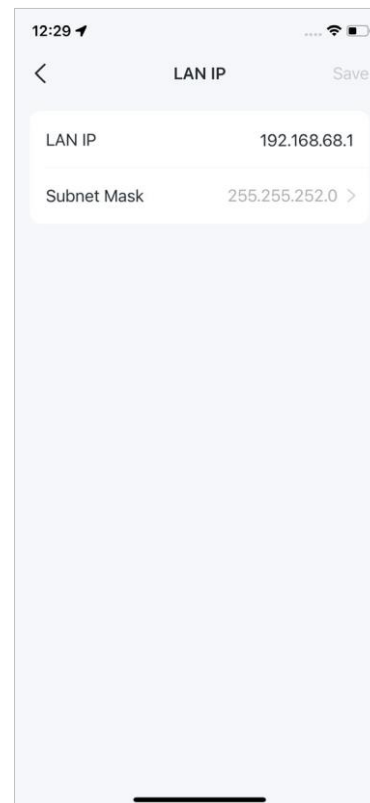 12:29
LAN IP
Save
LAN IP
192.168.68.1
Subnet Mask
255.255.252.0